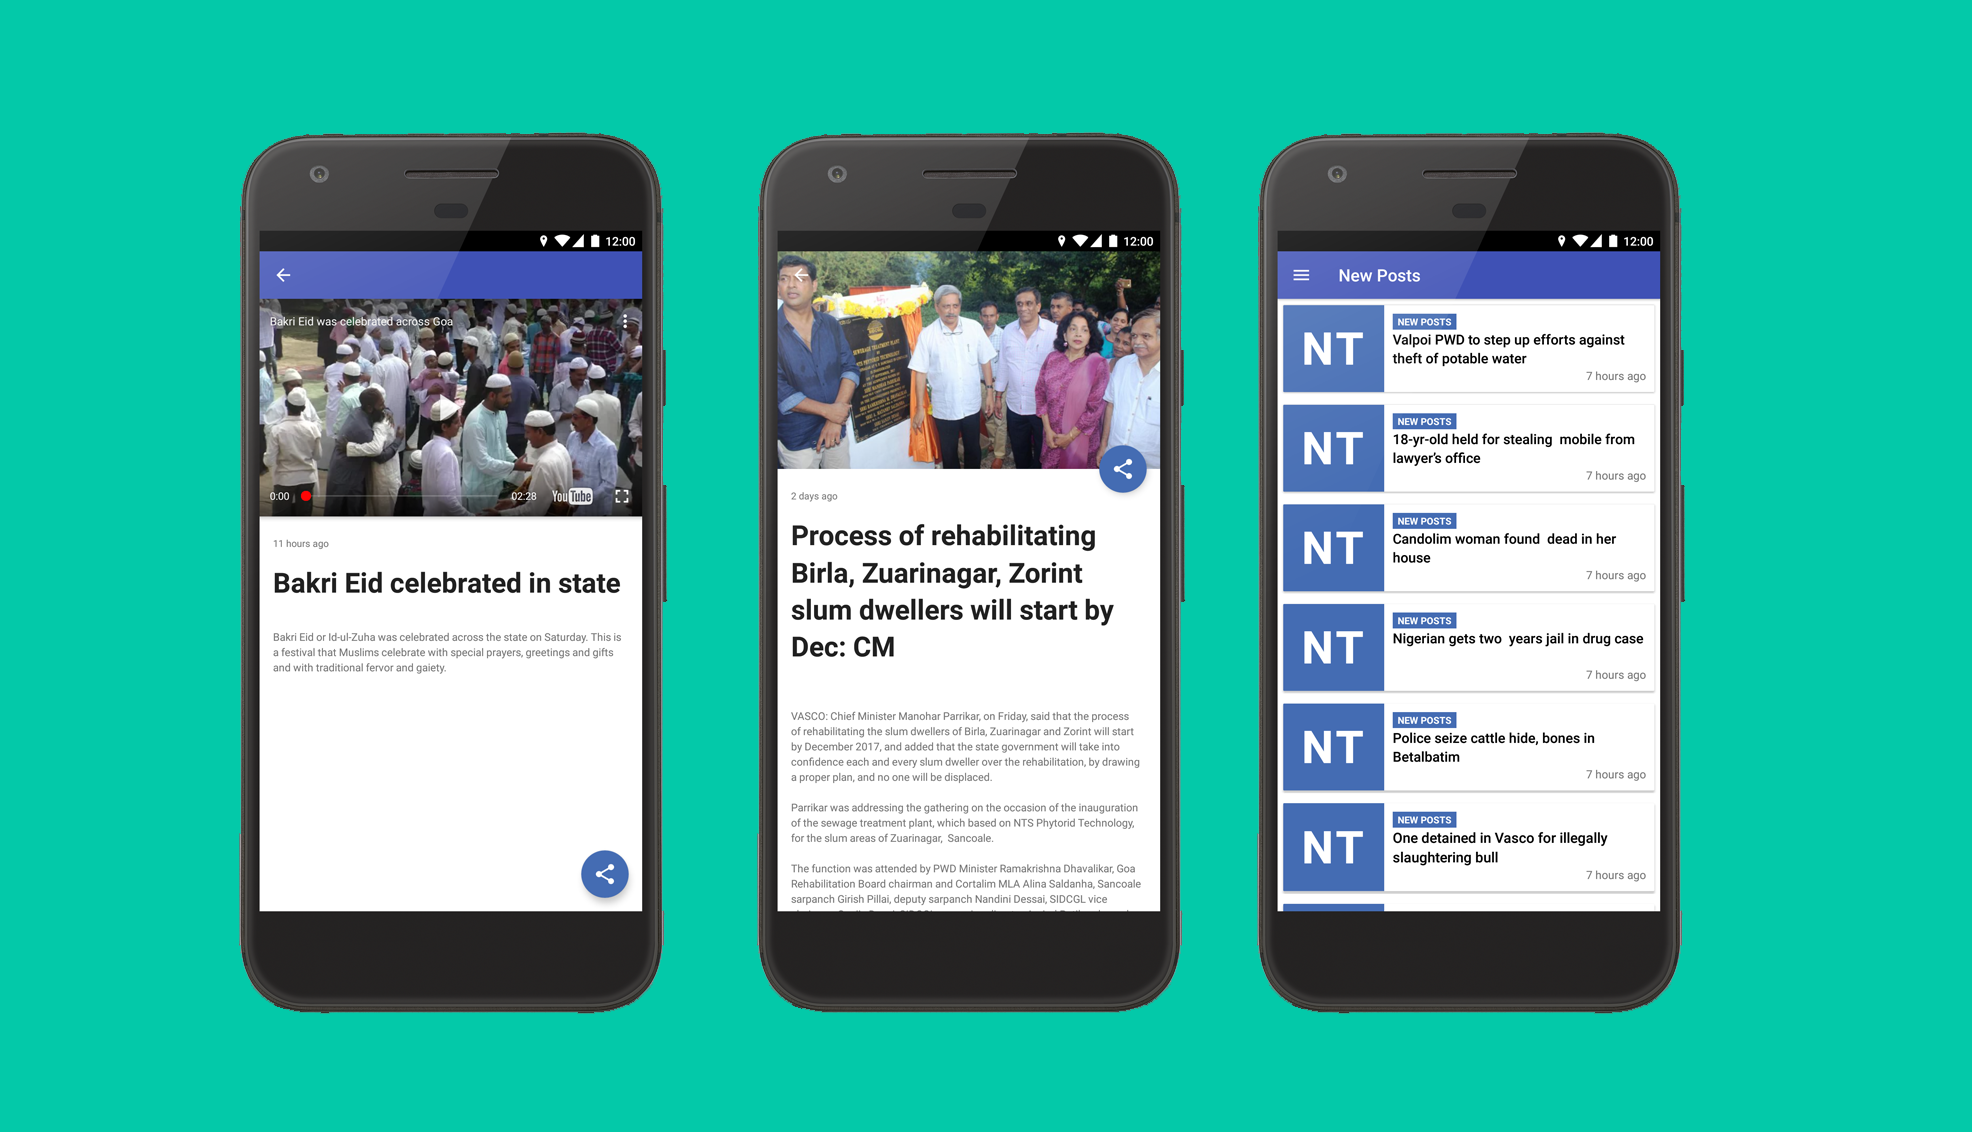 12:00
Bakri Eid was celebrated across Goa
0:00
02:28
YouTube
11 hours ago
Bakri Eid celebrated in state
Bakri Eid or Id-ul-Zuha was celebrated across the state on Saturday. This is
a festival that Muslims celebrate with special prayers, greetings and gifts
and with traditional fervor and gaiety.
12:00
SEWERAGE TREATMENT PLANT
2 days ago
Process of rehabilitating
Birla, Zuarinagar, Zorint
slum dwellers will start by
Dec: CM
VASCO: Chief Minister Manohar Parrikar, on Friday, said that the process
of rehabilitating the slum dwellers of Birla, Zuarinagar and Zorint will start
by December 2017, and added that the state government will take into
confidence each and every slum dweller over the rehabilitation, by drawing
a proper plan, and no one will be displaced.
Parrikar was addressing the gathering on the occasion of the inauguration
of the sewage treatment plant, which based on NTS Phytorid Technology,
for the slum areas of Zuarinagar, Sancoale.
The function was attended by PWD Minister Ramakrishna Dhavalikar, Goa
Rehabilitation Board chairman and Cortalim MLA Alina Saldanha, Sancoale
sarpanch Girish Pillai, deputy sarpanch Nandini Dessai, SIDCGL vice
12:00
New Posts
NT
NEW POSTS
Valpoi PWD to step up efforts against
theft of potable water
7 hours ago
NT
NEW POSTS
18-yr-old held for stealing mobile from
lawyer's office
7 hours ago
NT
NEW POSTS
Candolim woman found dead in her
house
7 hours ago
NT
NEW POSTS
Nigerian gets two years jail in drug case
7 hours ago
NT
NEW POSTS
Police seize cattle hide, bones in
Betalbatim
7 hours ago
NT
NEW POSTS
One detained in Vasco for illegally
slaughtering bull
7 hours ago